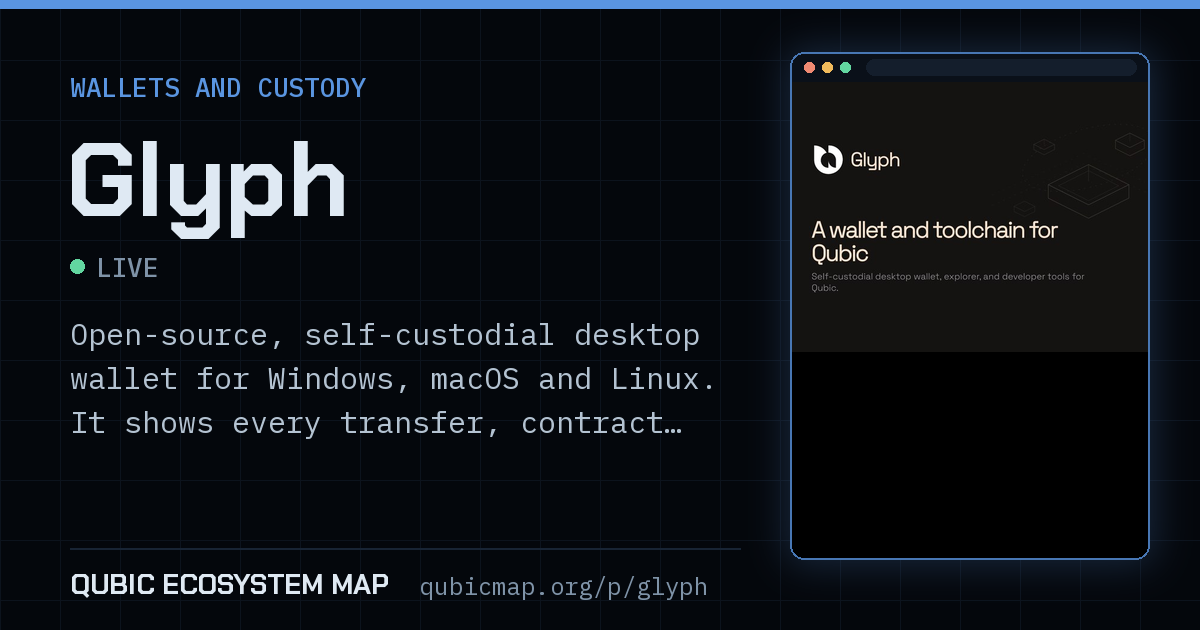 WALLETS AND CUSTODY
Glyph
LIVE
Open-source, self-custodial desktop
wallet for Windows, macOS and Linux.
It shows every transfer, contract…
QUBIC ECOSYSTEM MAP
qubicmap.org/p/glyph
Glyph
A wallet and toolchain for
Qubic
Self-custodial desktop wallet, explorer, and developer tools for
Qubic.